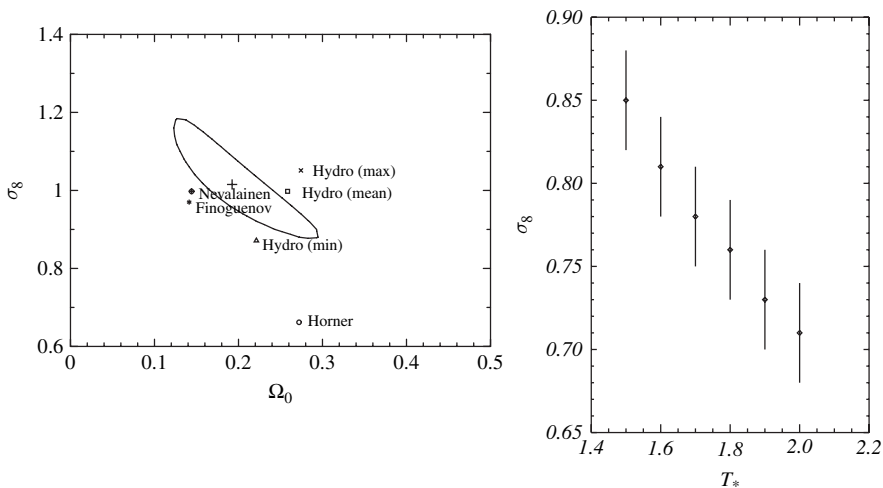 1.4
1.2
1
0.8
0.6
σ8
0
0.1
0.2
0.3
0.4
0.5
Ω0
Hydro (max)
Hydro (mean)
Nevalainen
Finoguenov
Hydro (min)
Horner
0.90
0.85
0.80
0.75
0.70
0.65
σ8
1.4
1.6
1.8
2.0
2.2
T*